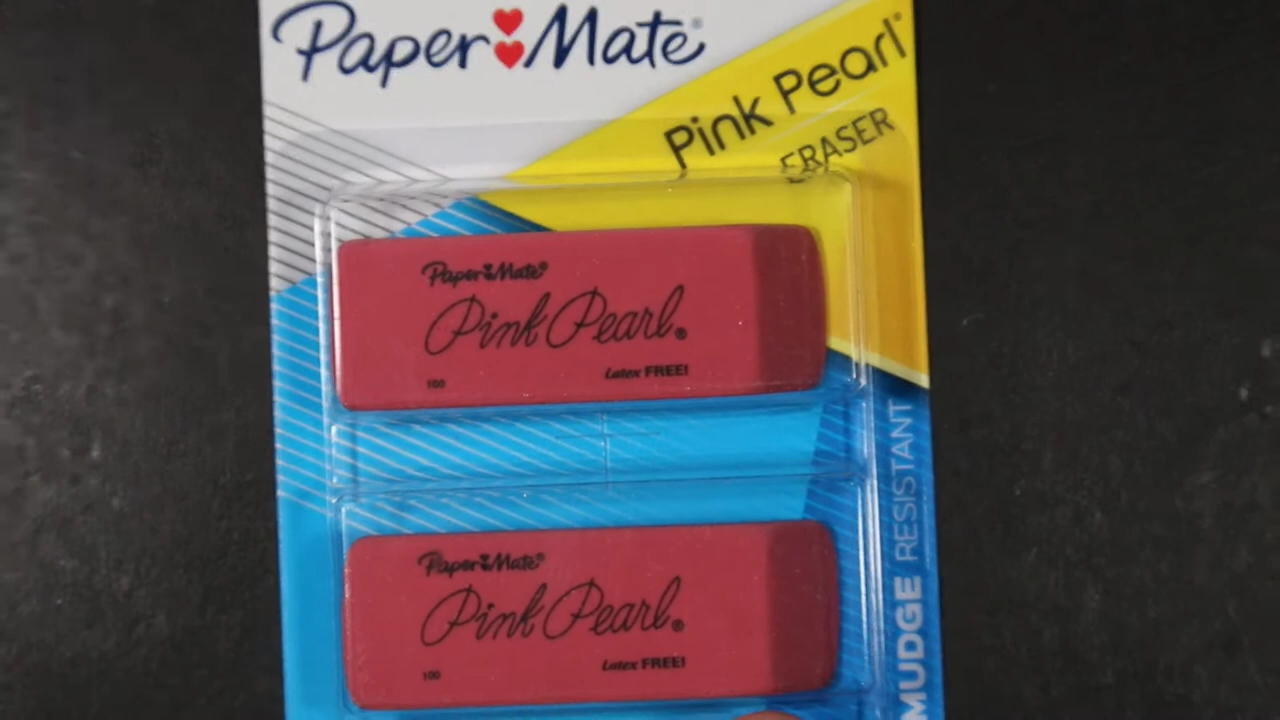 Paper Mate®
Pink Pearl®
ERASER
Paper Mate®
Pink Pearl®
100
Latex FREE!
MUDGE RESISTANT
Paper Mate®
Pink Pearl®
100
Latex FREE!